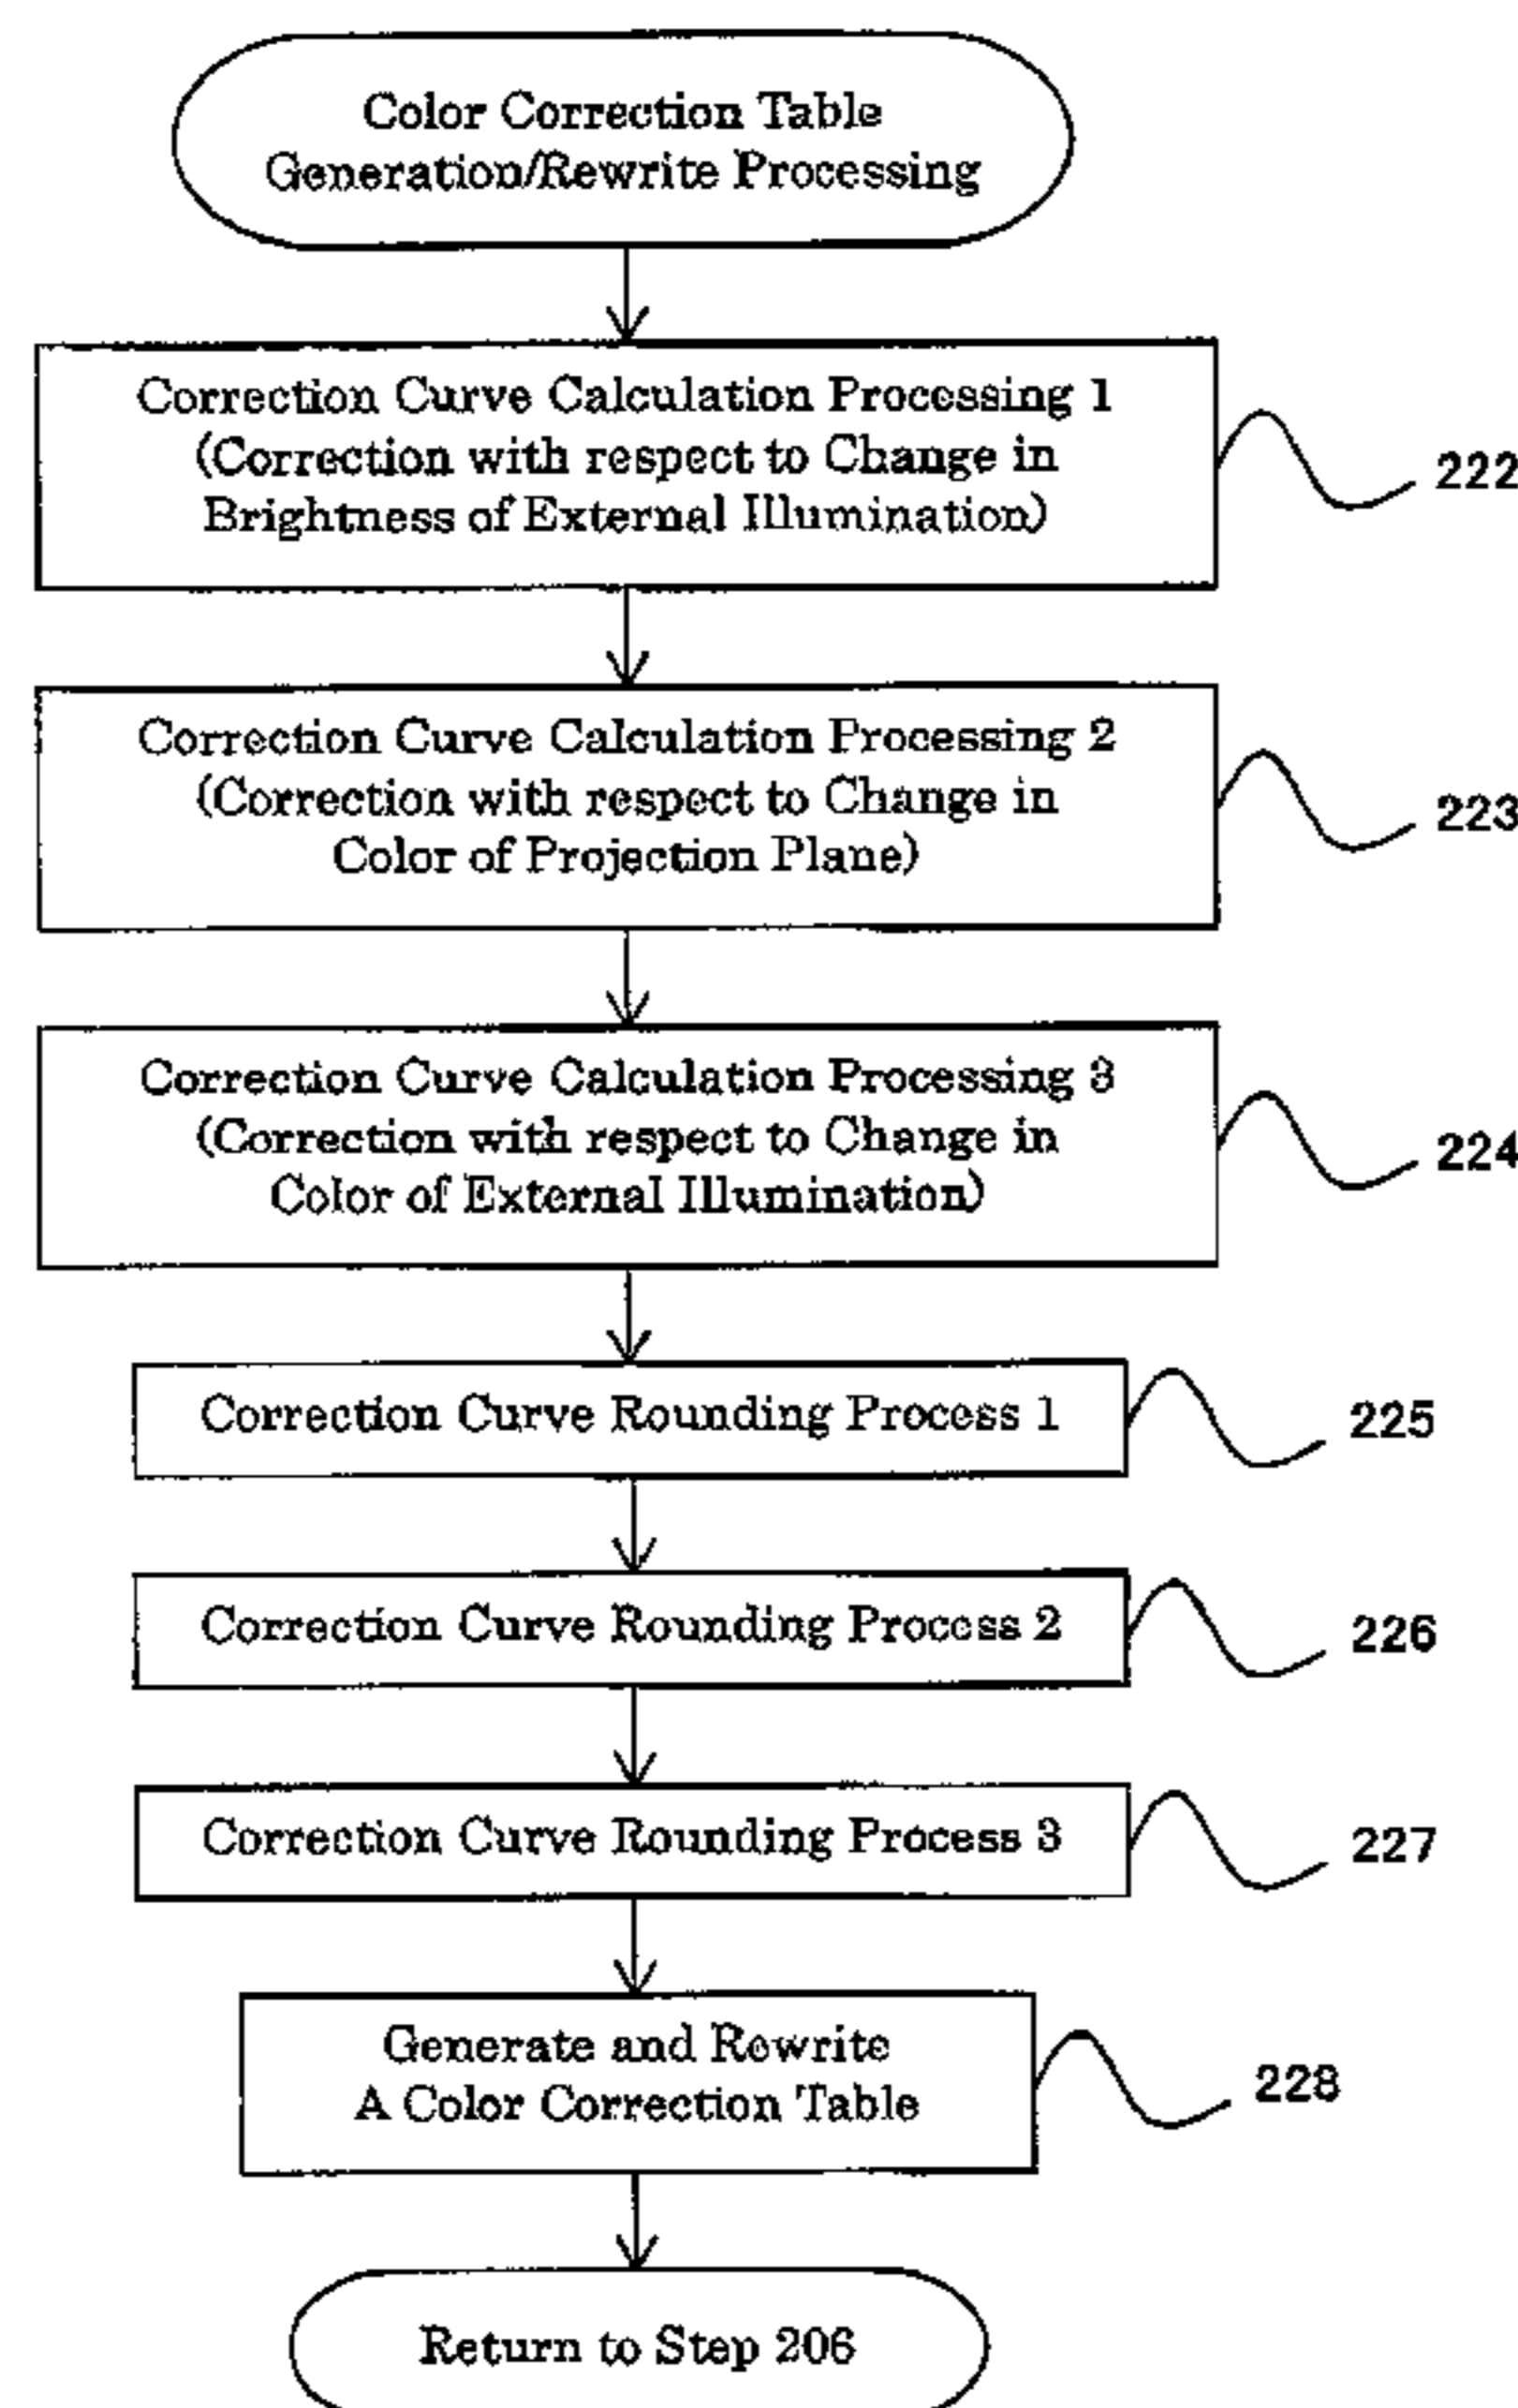 Color Correction Table
Generation/Rewrite Processing
Correction Curve Calculation Processing 1
(Correction with respect to Change in
Brightness of External Illumination)
222
Correction Curve Calculation Processing 2
(Correction with respect to Change in
Color of Projection Plane)
223
Correction Curve Calculation Processing 3
(Correction with respect to Change in
Color of External Illumination)
224
Correction Curve Rounding Process 1
225
Correction Curve Rounding Process 2
226
Correction Curve Rounding Process 3
227
Generate and Rewrite
A Color Correction Table
228
Return to Step 206